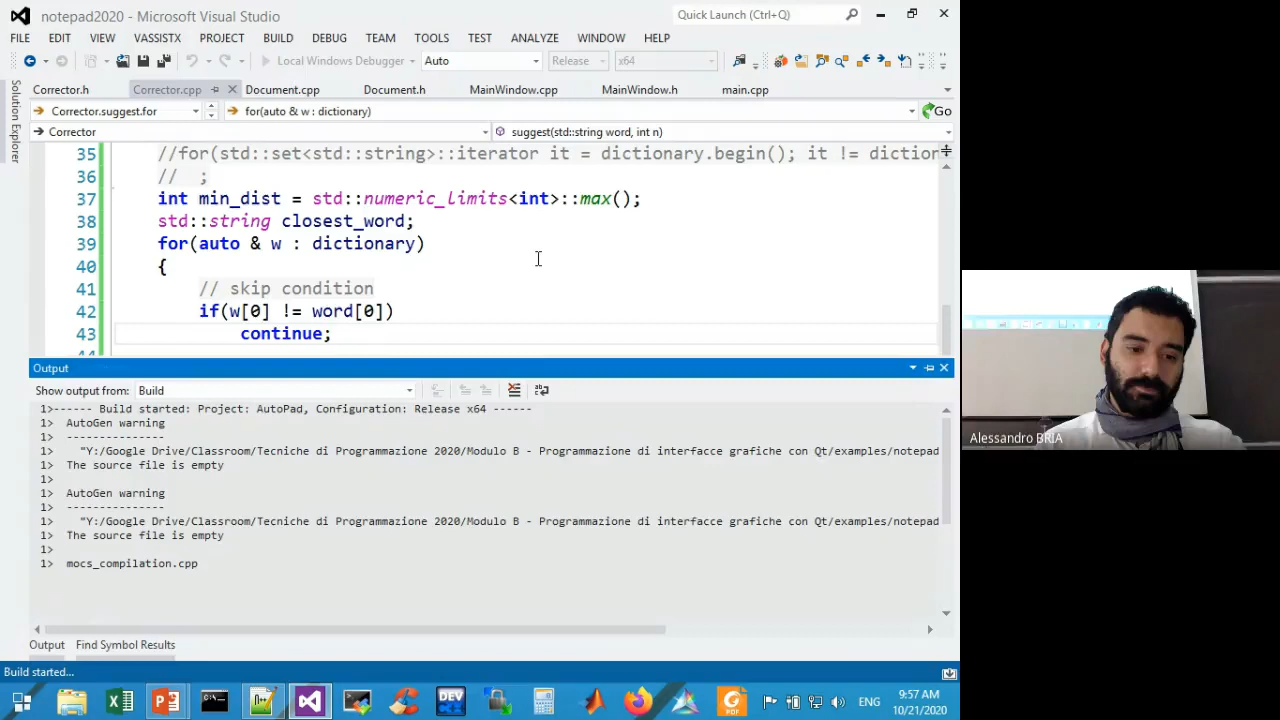 notepad2020 - Microsoft Visual Studio
Quick Launch (Ctrl+Q)
FILE EDIT VIEW VASSISTX PROJECT BUILD DEBUG TEAM TOOLS TEST ANALYZE WINDOW HELP
Local Windows Debugger Auto Release x64
Solution Explorer
Corrector.h Corrector.cpp Document.cpp Document.h MainWindow.cpp MainWindow.h main.cpp
Corrector.suggest.for for(auto & w : dictionary) Go
Corrector suggest(std::string word, int n)
35 //for(std::set<std::string>::iterator it = dictionary.begin(); it != diction
36 // ;
37 int min_dist = std::numeric_limits<int>::max();
38 std::string closest_word;
39 for(auto & w : dictionary)
40 {
41 // skip condition
42 if(w[0] != word[0])
43 continue;
Output
Show output from: Build
1>------ Build started: Project: AutoPad, Configuration: Release x64 ------
1> AutoGen warning
1> ---------------
1> "Y:/Google Drive/Classroom/Tecniche di Programmazione 2020/Modulo B - Programmazione di interfacce grafiche con Qt/examples/notepad
1> The source file is empty
1>
1> AutoGen warning
1> ---------------
1> "Y:/Google Drive/Classroom/Tecniche di Programmazione 2020/Modulo B - Programmazione di interfacce grafiche con Qt/examples/notepad
1> The source file is empty
1>
1> mocs_compilation.cpp
Output Find Symbol Results
Build started...
DEV
PDF
ENG
9:57 AM
10/21/2020
Alessandro BRIA